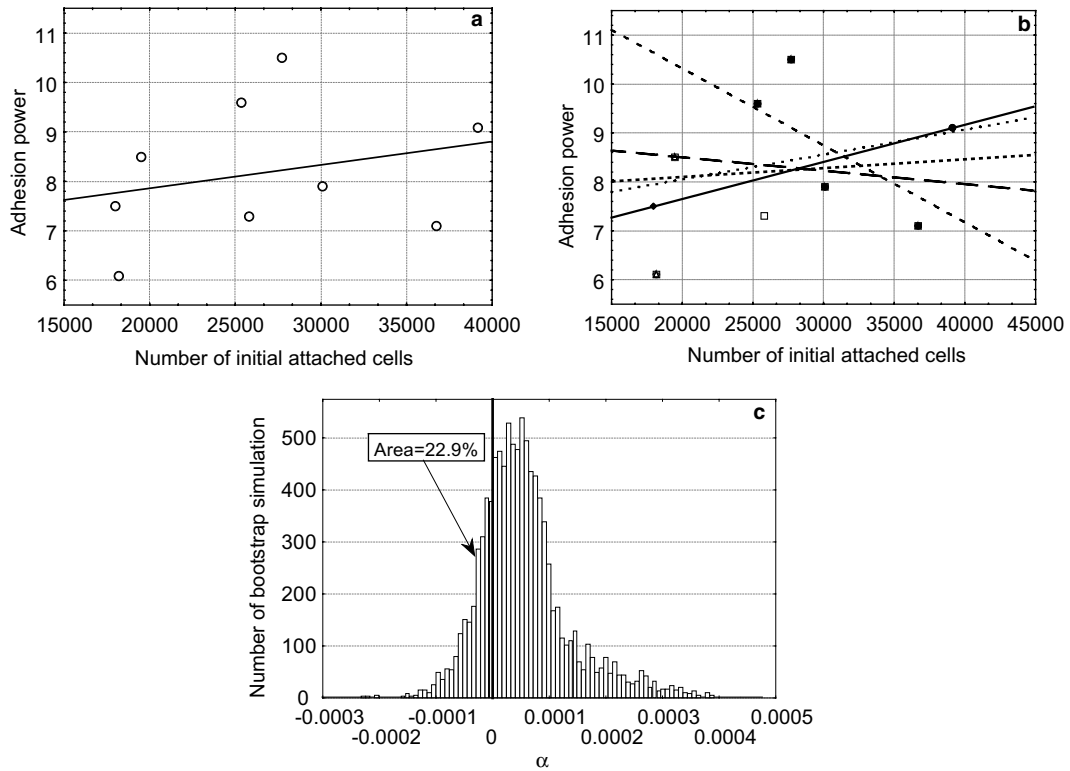 a
11
10
9
8
7
6
Adhesion power
15000 20000 25000 30000 35000 40000
Number of initial attached cells
b
11
10
9
8
7
6
Adhesion power
15000 20000 25000 30000 35000 40000 45000
Number of initial attached cells
c
500
400
300
200
100
0
Number of bootstrap simulation
Area=22.9%
-0.0003 -0.0001 0.0001 0.0003 0.0005
-0.0002 0 0.0002 0.0004
α